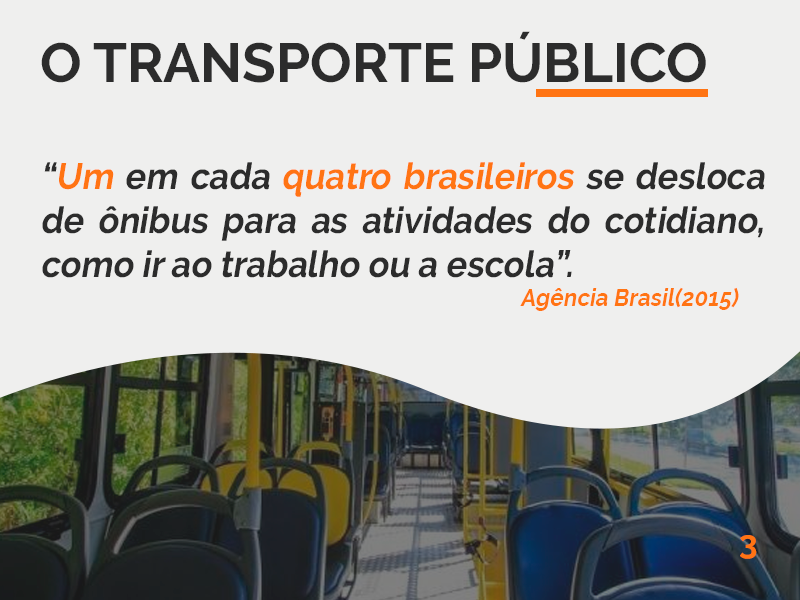 O TRANSPORTE PÚBLICO
“Um em cada quatro brasileiros se desloca
de ônibus para as atividades do cotidiano,
como ir ao trabalho ou a escola”.
Agência Brasil(2015)
3